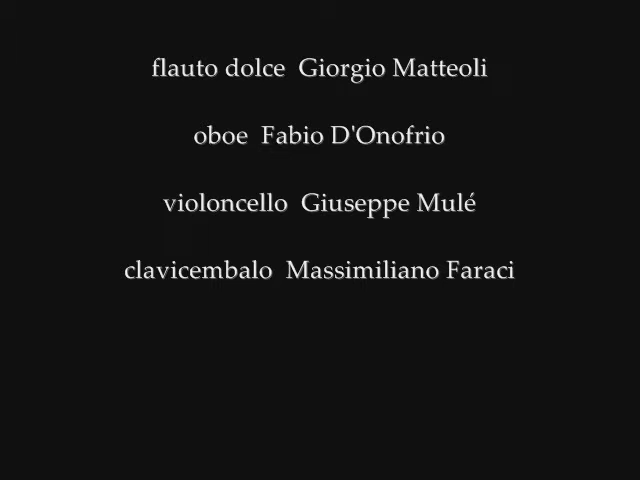 flauto dolce  Giorgio Matteoli
oboe  Fabio D'Onofrio
violoncello  Giuseppe Mulé
clavicembalo  Massimiliano Faraci